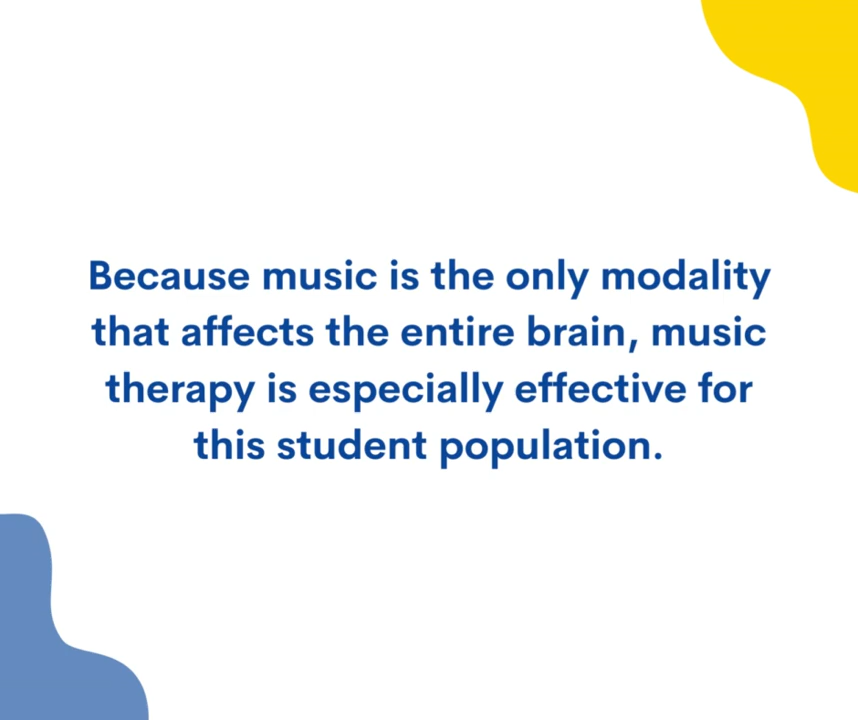 Because music is the only modality
that affects the entire brain, music
therapy is especially effective for
this student population.